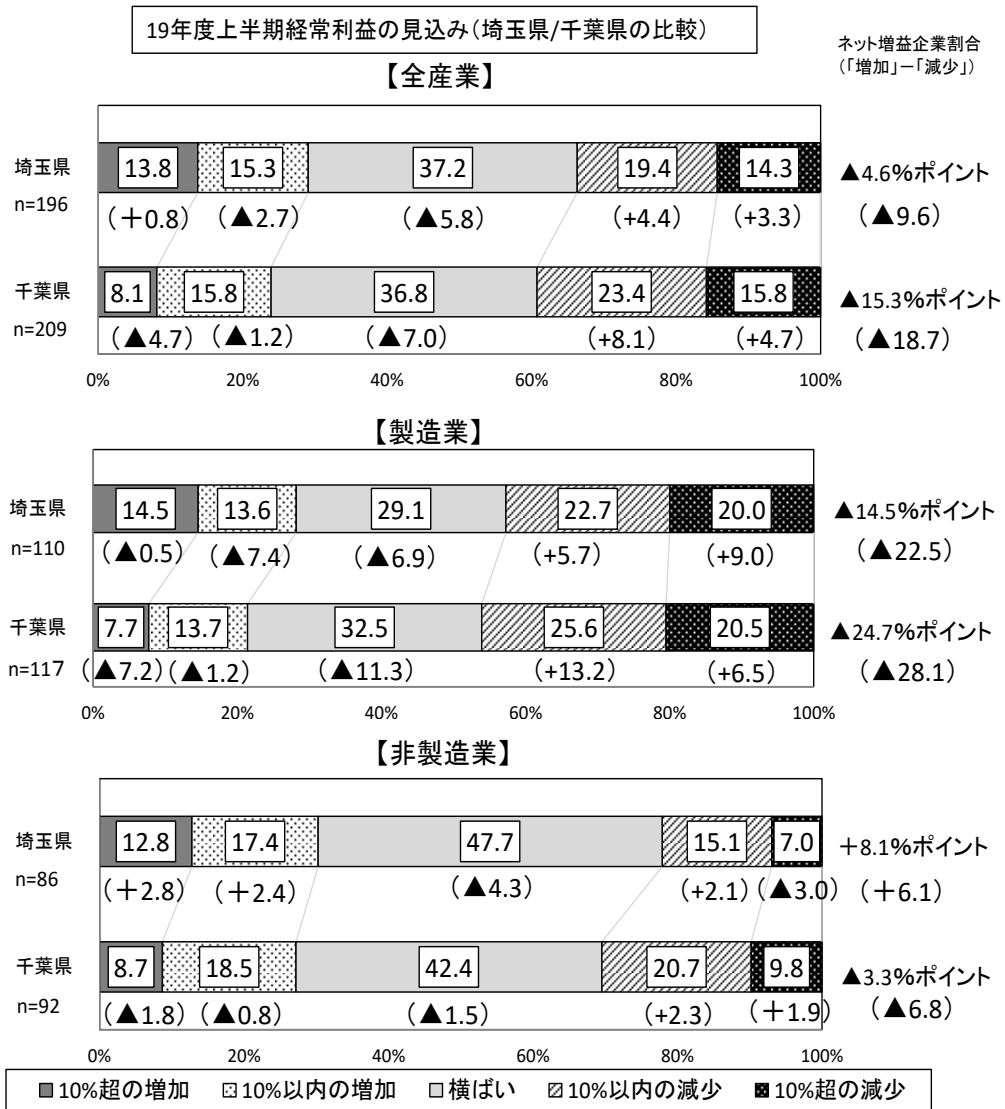 19年度上半期経常利益の見込み(埼玉県/千葉県の比較)
ネット増益企業割合
(「増加」ー「減少」)
【全産業】
埼玉県
n=196
13.8 15.3 37.2 19.4 14.3
▲4.6%ポイント
(＋0.8) (▲2.7) (▲5.8) (+4.4) (+3.3)
(▲9.6)
千葉県
n=209
8.1 15.8 36.8 23.4 15.8
▲15.3%ポイント
(▲4.7) (▲1.2) (▲7.0) (+8.1) (+4.7)
(▲18.7)
0% 20% 40% 60% 80% 100%
【製造業】
埼玉県
n=110
14.5 13.6 29.1 22.7 20.0
▲14.5%ポイント
(▲0.5) (▲7.4) (▲6.9) (+5.7) (+9.0)
(▲22.5)
千葉県
n=117
7.7 13.7 32.5 25.6 20.5
▲24.7%ポイント
(▲7.2) (▲1.2) (▲11.3) (+13.2) (+6.5)
(▲28.1)
0% 20% 40% 60% 80% 100%
【非製造業】
埼玉県
n=86
12.8 17.4 47.7 15.1 7.0
＋8.1%ポイント
(＋2.8) (＋2.4) (▲4.3) (+2.1) (▲3.0)
(＋6.1)
千葉県
n=92
8.7 18.5 42.4 20.7 9.8
▲3.3%ポイント
(▲1.8) (▲0.8) (▲1.5) (+2.3) (＋1.9)
(▲6.8)
0% 20% 40% 60% 80% 100%
10%超の増加 10%以内の増加 横ばい 10%以内の減少 10%超の減少